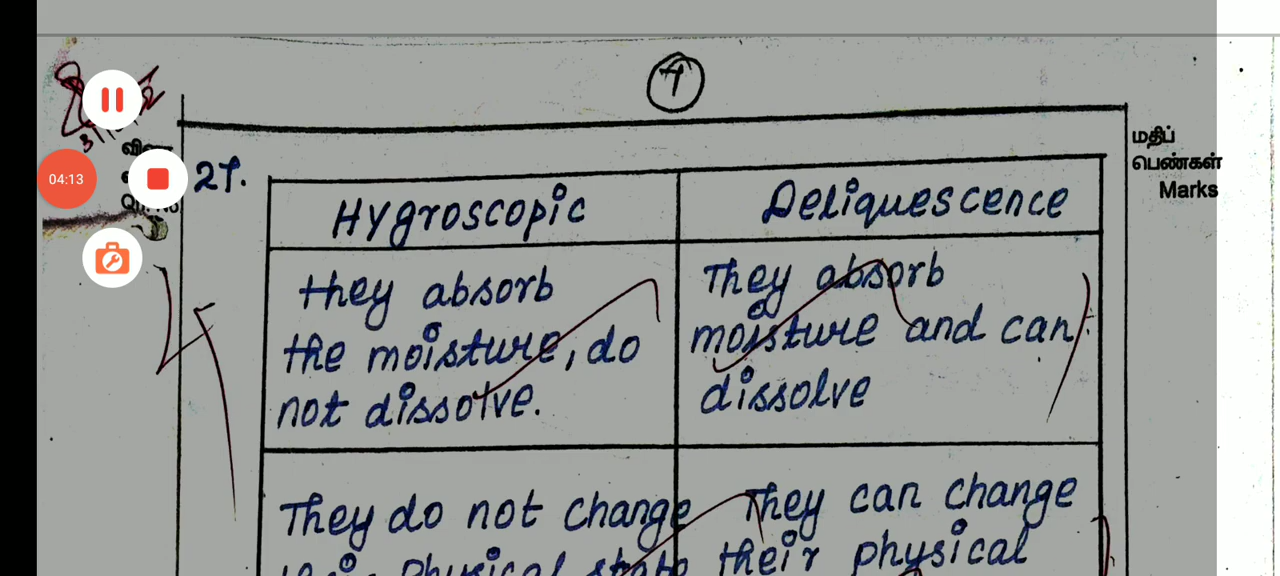 7
மதிப்
பெண்கள்
Marks
04:13
27.
Hygroscopic
Deliquescence
they absorb
the moisture, do
not dissolve.
They absorb
moisture and can
dissolve
They do not change
They can change
their physical